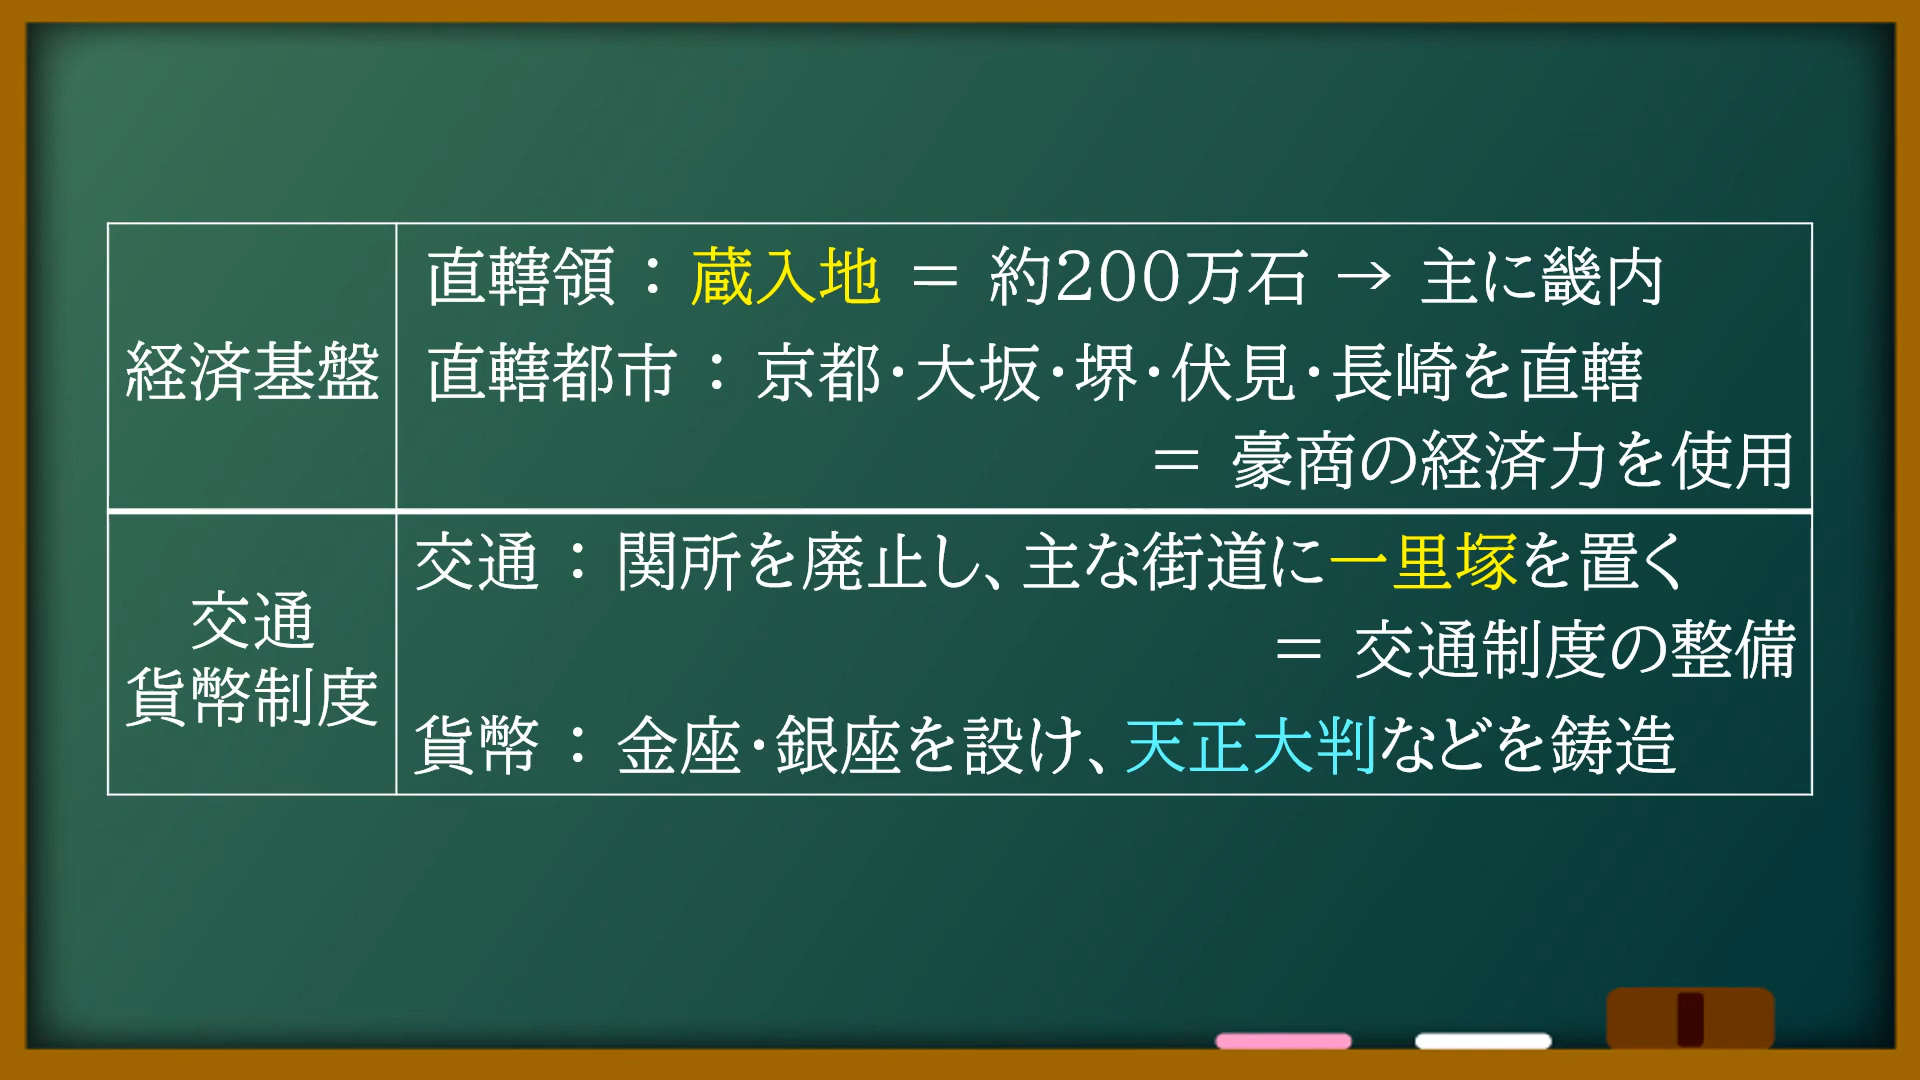 経済基盤
直轄領：蔵入地 ＝ 約200万石 → 主に畿内
直轄都市：京都・大坂・堺・伏見・長崎を直轄
＝ 豪商の経済力を使用
交通
貨幣制度
交通：関所を廃止し、主な街道に一里塚を置く
＝ 交通制度の整備
貨幣：金座・銀座を設け、天正大判などを鋳造